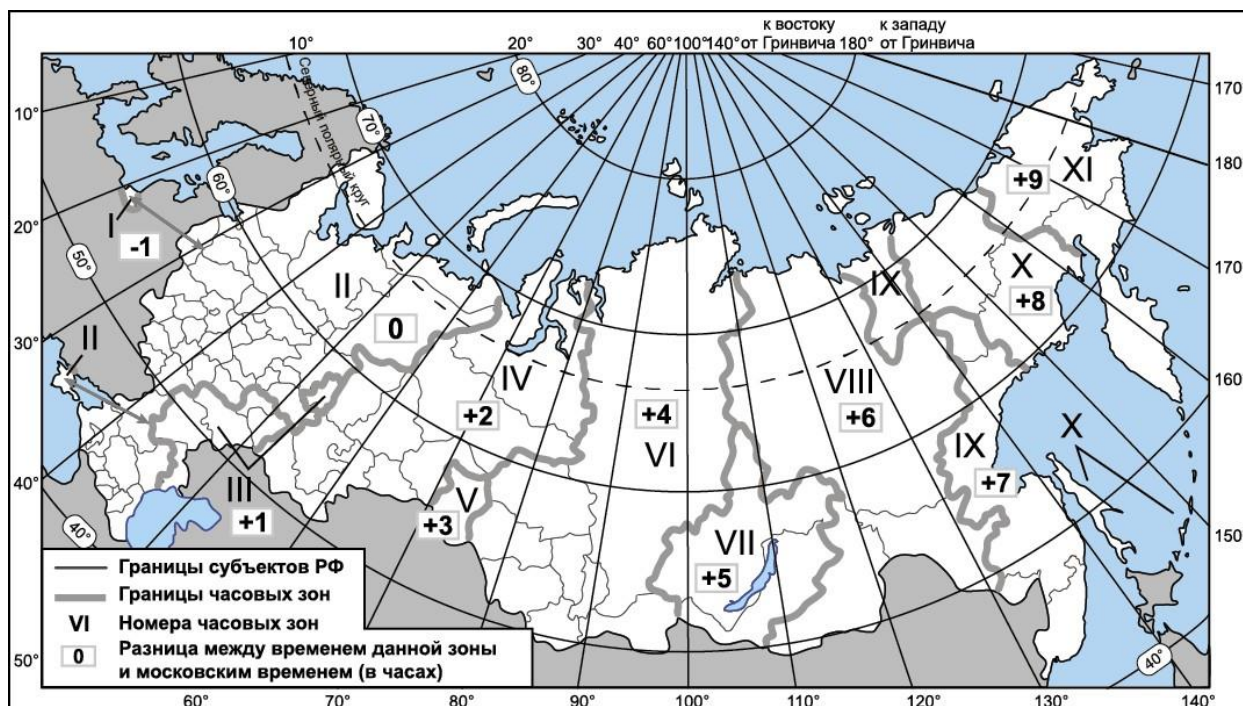 к востоку к западу
10° 20° 30° 40° 60° 100° 140° от Гринвича 180° от Гринвича
Северный полярный круг
80°
70°
60°
50°
40°
40°
10°
20°
30°
40°
50°
170°
180°
170°
160°
150°
I
-1
II
II
0
III
+1
IV
+2
V
+3
+4
VI
VII
+5
VIII
+6
IX
IX
+7
X
+8
X
+9
XI
Границы субъектов РФ
Границы часовых зон
VI Номера часовых зон
0 Разница между временем данной зоны
и московским временем (в часах)
60° 70° 80° 90° 100° 110° 120° 130° 140°